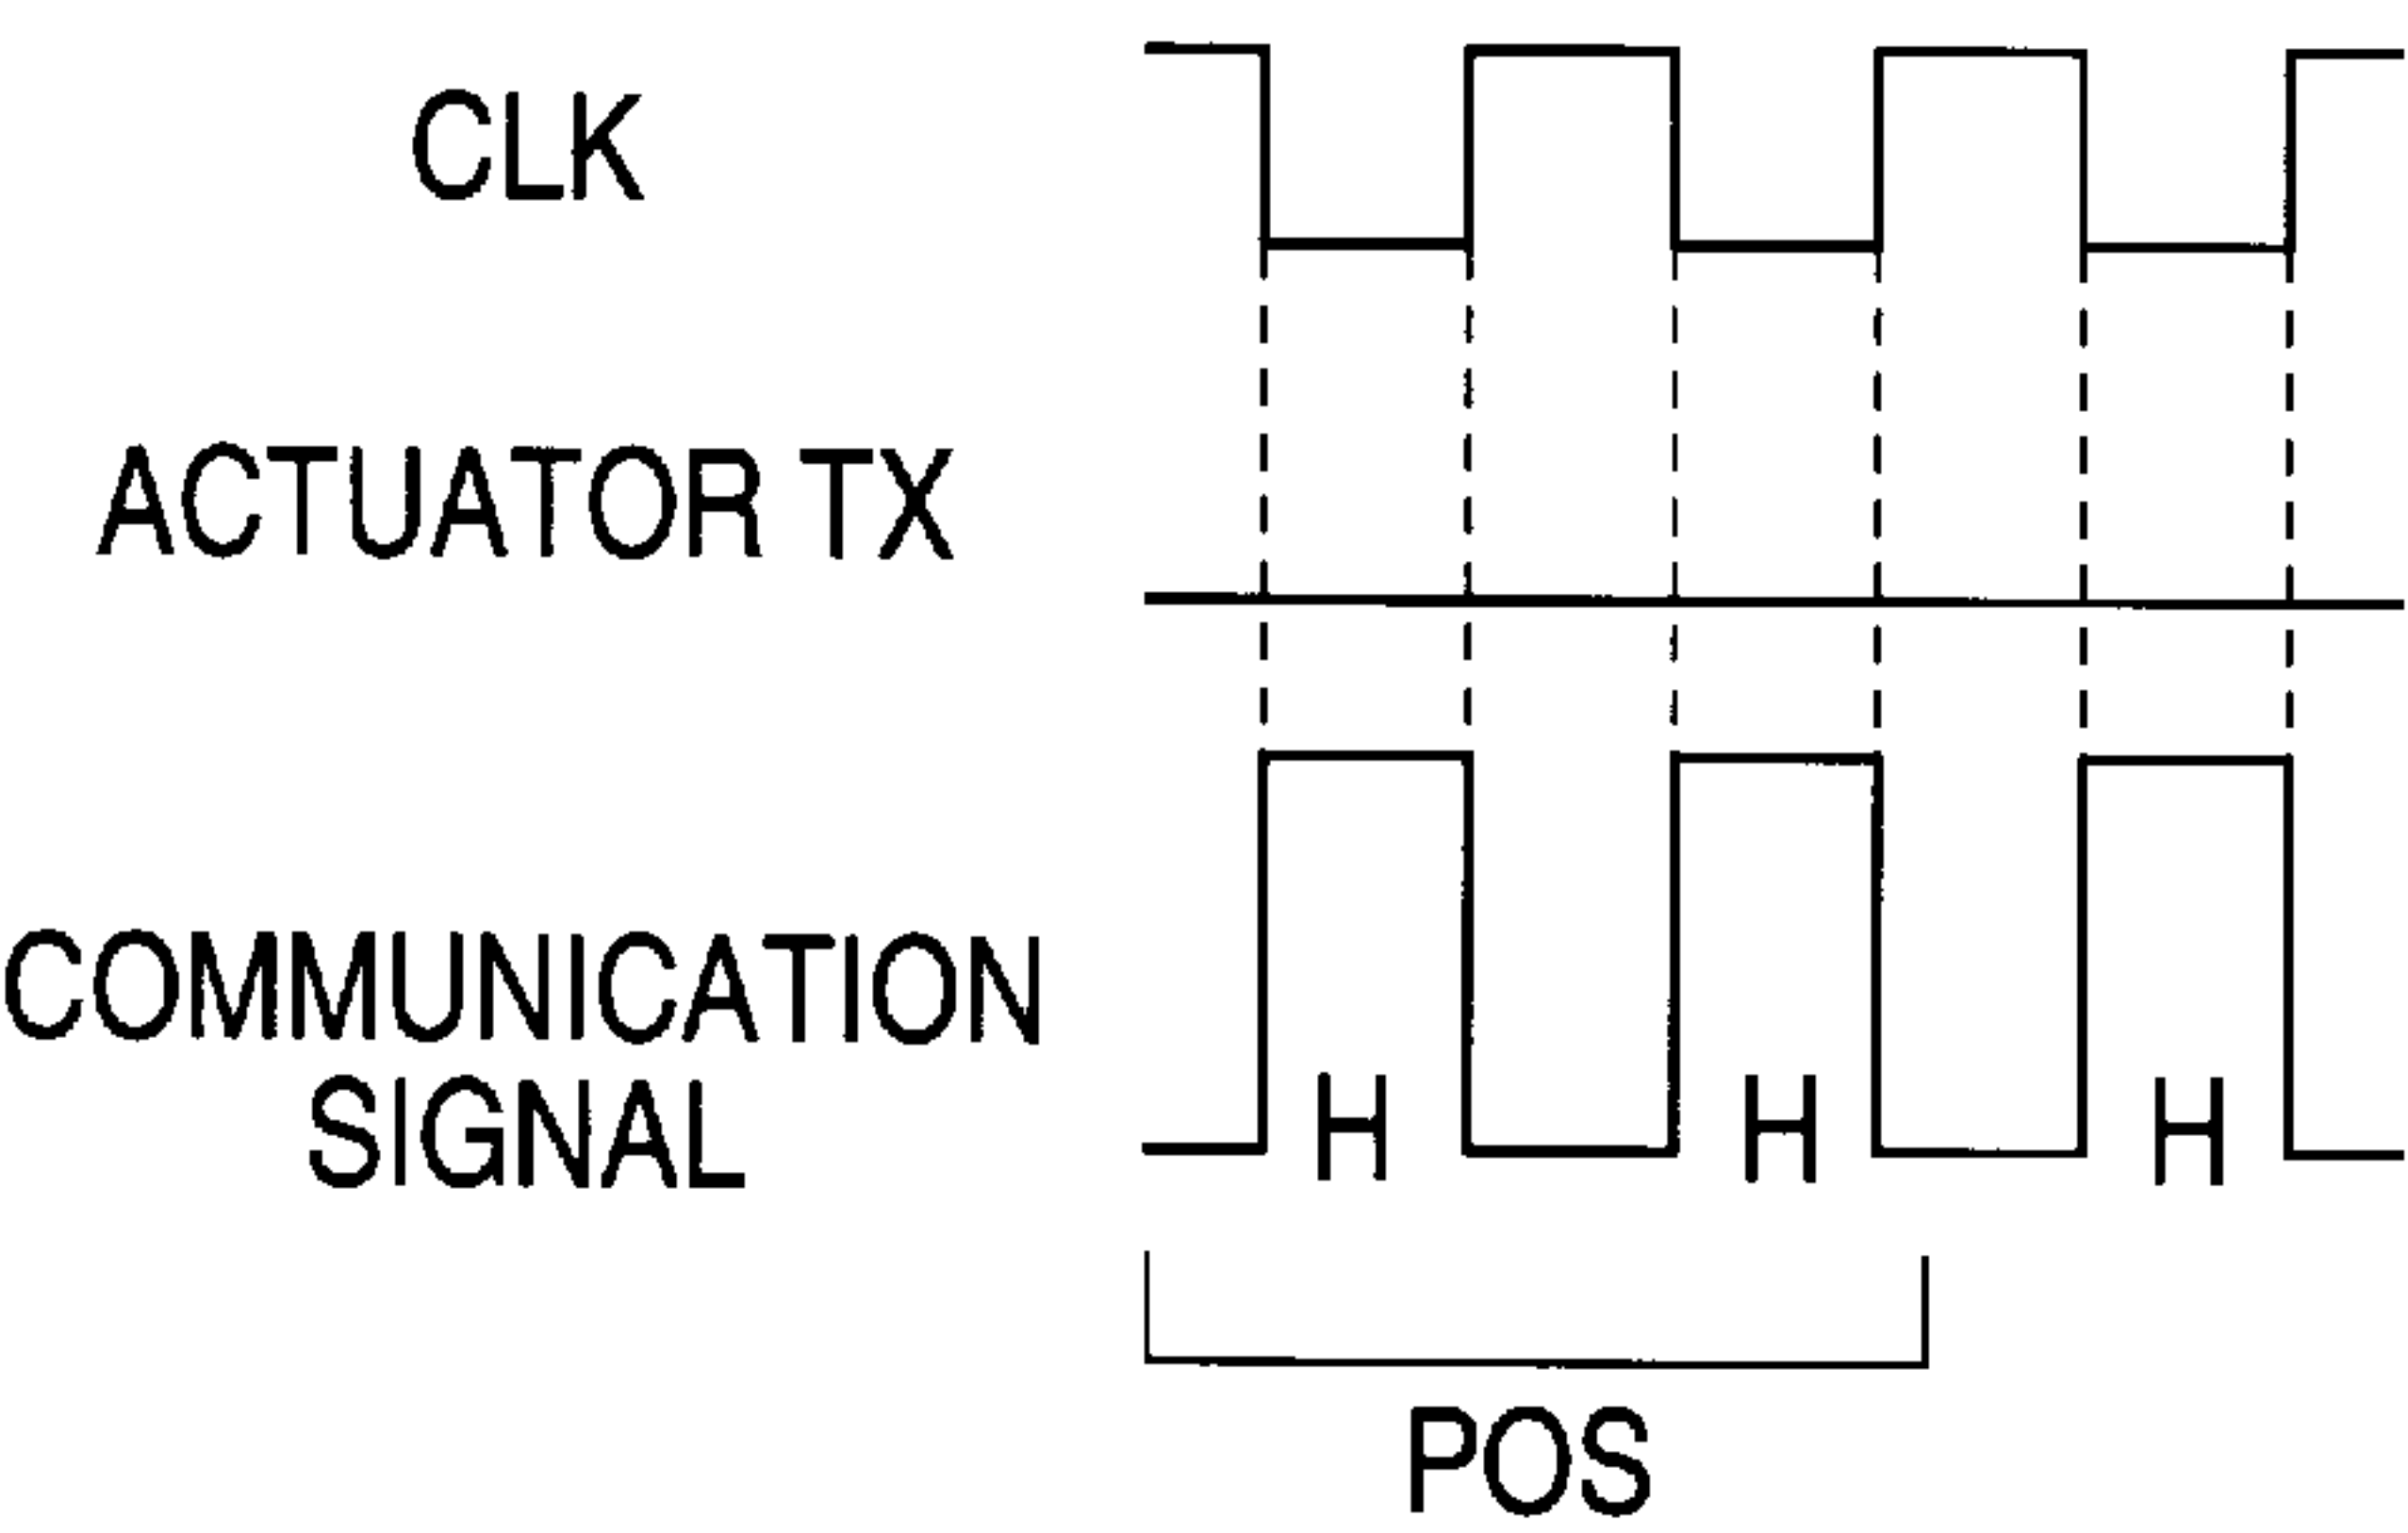 CLK
ACTUATOR TX
COMMUNICATION
SIGNAL
H H H
POS